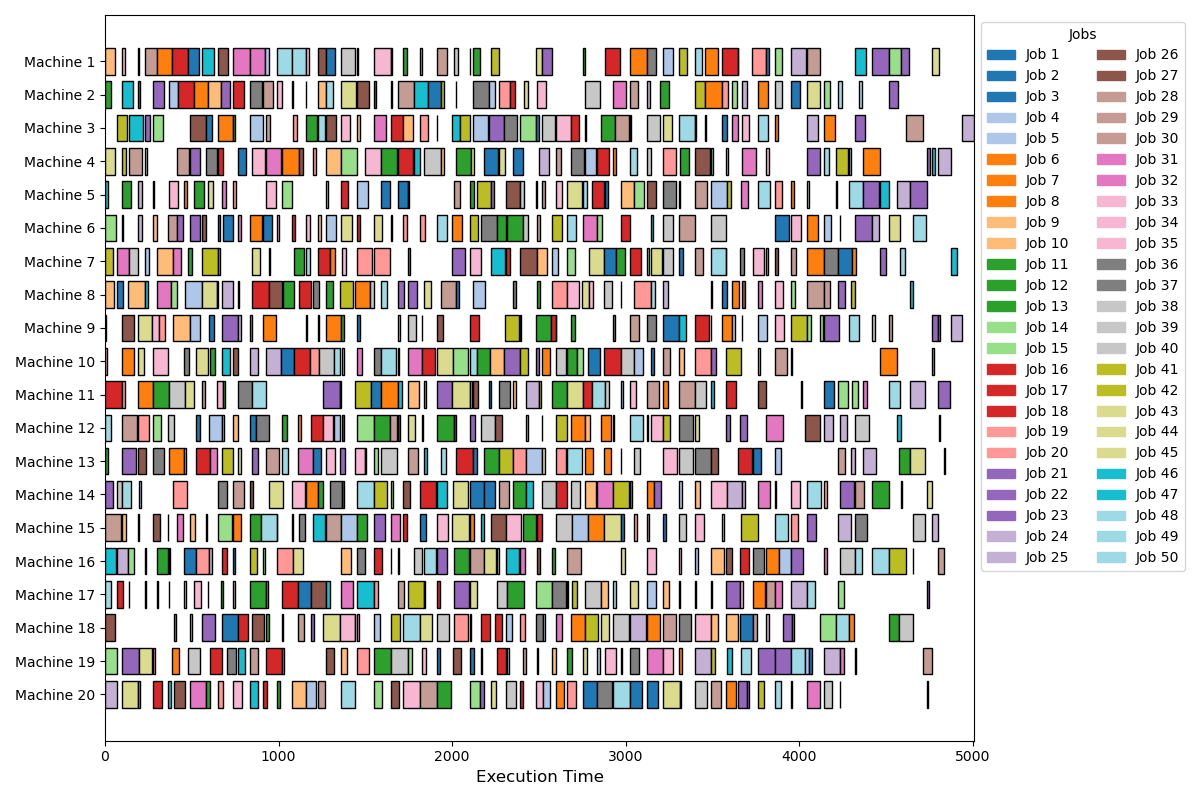 Machine 1
Machine 2
Machine 3
Machine 4
Machine 5
Machine 6
Machine 7
Machine 8
Machine 9
Machine 10
Machine 11
Machine 12
Machine 13
Machine 14
Machine 15
Machine 16
Machine 17
Machine 18
Machine 19
Machine 20
0 1000 2000 3000 4000 5000
Execution Time
Jobs
Job 1
Job 2
Job 3
Job 4
Job 5
Job 6
Job 7
Job 8
Job 9
Job 10
Job 11
Job 12
Job 13
Job 14
Job 15
Job 16
Job 17
Job 18
Job 19
Job 20
Job 21
Job 22
Job 23
Job 24
Job 25
Job 26
Job 27
Job 28
Job 29
Job 30
Job 31
Job 32
Job 33
Job 34
Job 35
Job 36
Job 37
Job 38
Job 39
Job 40
Job 41
Job 42
Job 43
Job 44
Job 45
Job 46
Job 47
Job 48
Job 49
Job 50